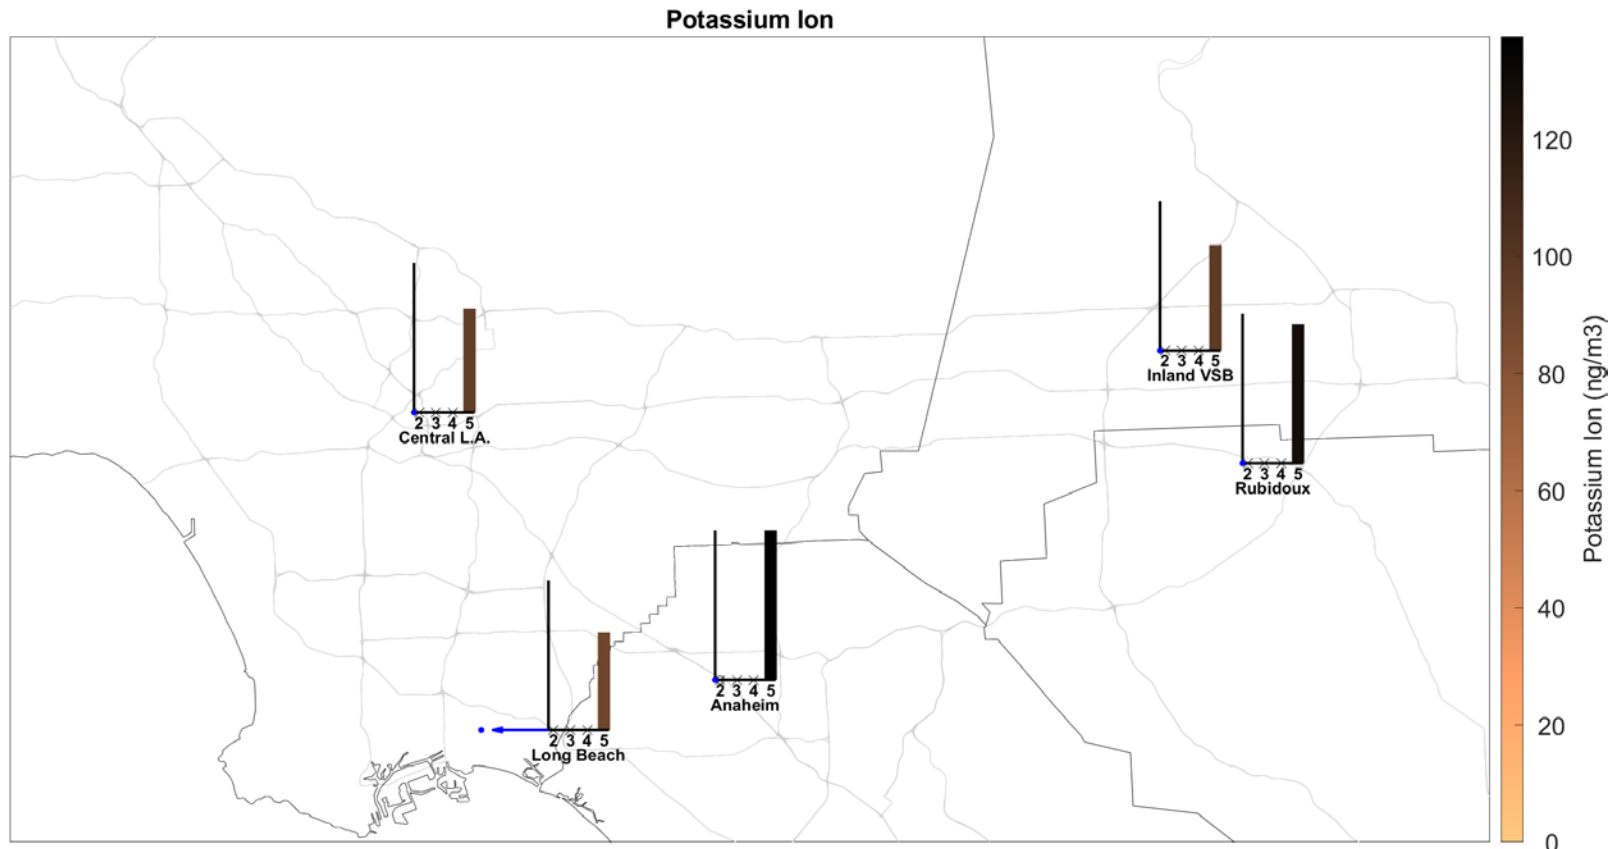 Potassium Ion
120
100
80
60
40
20
0
Potassium Ion (ng/m3)
2 3 4 5
Inland VSB
2 3 4 5
Central L.A.
2 3 4 5
Rubidoux
2 3 4 5
Anaheim
2 3 4 5
Long Beach